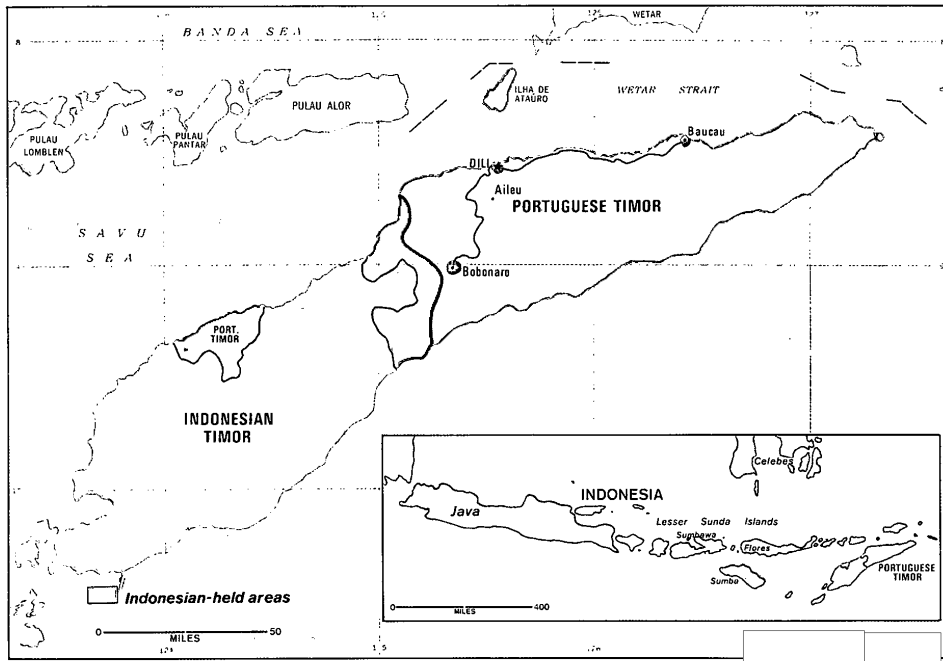 WETAR
BANDA SEA
ILHA DE
ATAÚRO
WETAR STRAIT
PULAU ALOR
PULAU
LOMBLEN
PULAU
PANTAR
Baucau
DILI
Aileu
PORTUGUESE TIMOR
SAVU
SEA
Bobonaro
PORT.
TIMOR
INDONESIAN
TIMOR
Indonesian-held areas
0 50
MILES
Celebes
INDONESIA
Java
Lesser Sunda Islands
Sumbawa
Flores
Sumba
PORTUGUESE
TIMOR
0 400
MILES